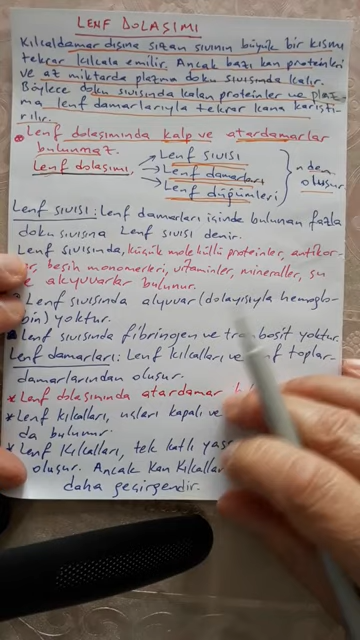 LENF DOLAŞIMI
Kılcaldamar dışına sızan sıvının büyük bir kısmı
tekrar kılcala emilir. Ancak bazı kan proteinleri
ve az miktarda plazma doku sıvısında kalır.
Böylece doku sıvısında kalan proteinler ve plaz-
ma lenf damarlarıyla tekrar kana karıştı-
rılır.
• Lenf dolaşımında kalp ve atardamarlar
bulunmaz.
Lenf dolaşımı, → Lenf sıvısı
→ Lenf damarları
→ Lenf düğümleri
nden
oluşur
Lenf sıvısı: Lenf damarları içinde bulunan fazla
doku sıvısına Lenf sıvısı denir.
Lenf sıvısında, küçük moleküllü proteinler, antikor-
besin monomerleri, vitaminler, mineraller, su
akyuvarlar bulunur.
Lenf sıvısında alyuvar (dolayısıyla hemoglo-
bin) yoktur.
• Lenf sıvısında fibrinojen ve trombosit yoktur.
Lenf damarları: Lenf kılcalları ve lenf toplar-
damarlarından oluşur.
* Lenf dolaşımında atardamar
* Lenf kılcalları, uçları kapalı ve
da bulunur.
* Lenf kılcalları, tek katlı
oluşur. Ancak kan kılcalları
daha geçirgendir.